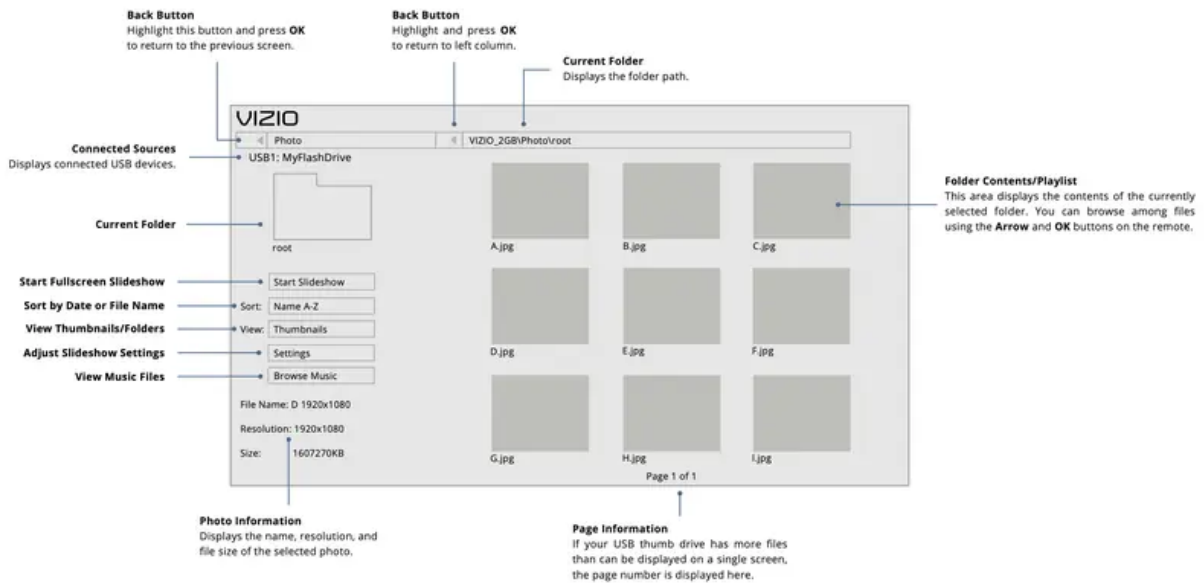 Back Button
Highlight this button and press OK
to return to the previous screen.
Back Button
Highlight and press OK
to return to left column.
Current Folder
Displays the folder path.
VIZIO
Photo
VIZIO_2GB\Photo\root
Connected Sources
Displays connected USB devices.
USB1: MyFlashDrive
Current Folder
root
A.jpg
B.jpg
C.jpg
Folder Contents/Playlist
This area displays the contents of the currently
selected folder. You can browse among files
using the Arrow and OK buttons on the remote.
Start Fullscreen Slideshow
Start Slideshow
Sort by Date or File Name
Sort: Name A-Z
View Thumbnails/Folders
View: Thumbnails
Adjust Slideshow Settings
Settings
View Music Files
Browse Music
D.jpg
E.jpg
F.jpg
File Name: D 1920x1080
Resolution: 1920x1080
Size: 1607270KB
G.jpg
H.jpg
I.jpg
Page 1 of 1
Photo Information
Displays the name, resolution, and
file size of the selected photo.
Page Information
If your USB thumb drive has more files
than can be displayed on a single screen,
the page number is displayed here.